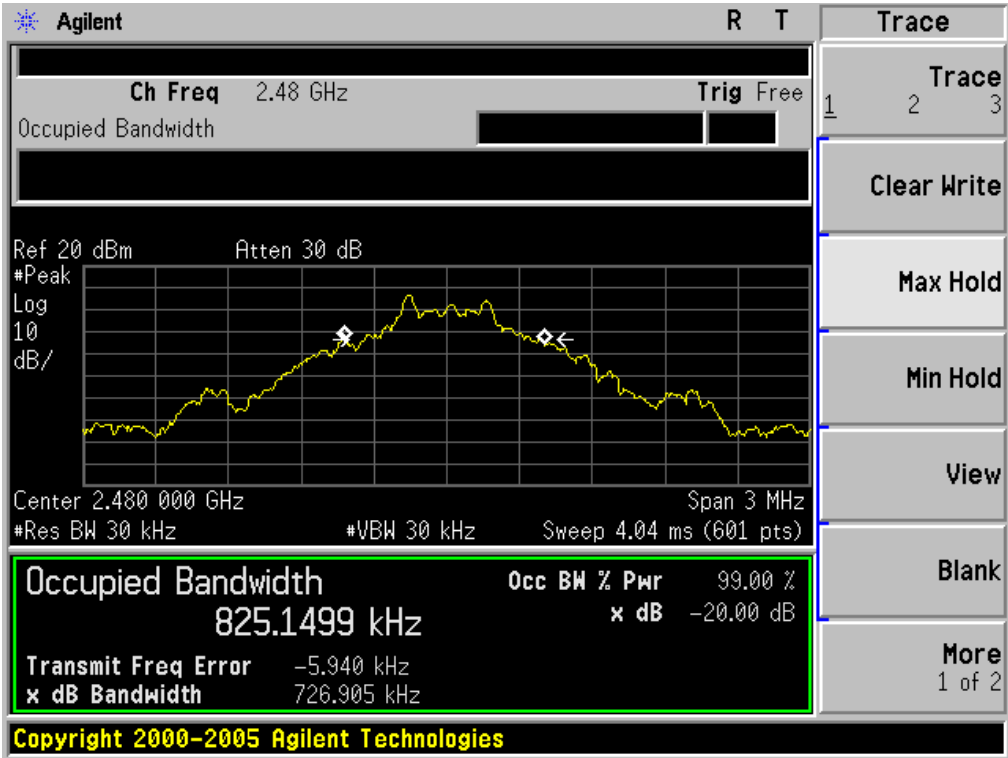 Agilent R T Trace
Ch Freq 2.48 GHz Trig Free
Occupied Bandwidth
Trace
1 2 3
Clear Write
Max Hold
Min Hold
View
Blank
More
1 of 2
Ref 20 dBm Atten 30 dB
#Peak
Log
10
dB/
Center 2.480 000 GHz Span 3 MHz
#Res BW 30 kHz #VBW 30 kHz Sweep 4.04 ms (601 pts)
Occupied Bandwidth Occ BW % Pwr 99.00 %
825.1499 kHz x dB -20.00 dB
Transmit Freq Error -5.940 kHz
x dB Bandwidth 726.905 kHz
Copyright 2000-2005 Agilent Technologies